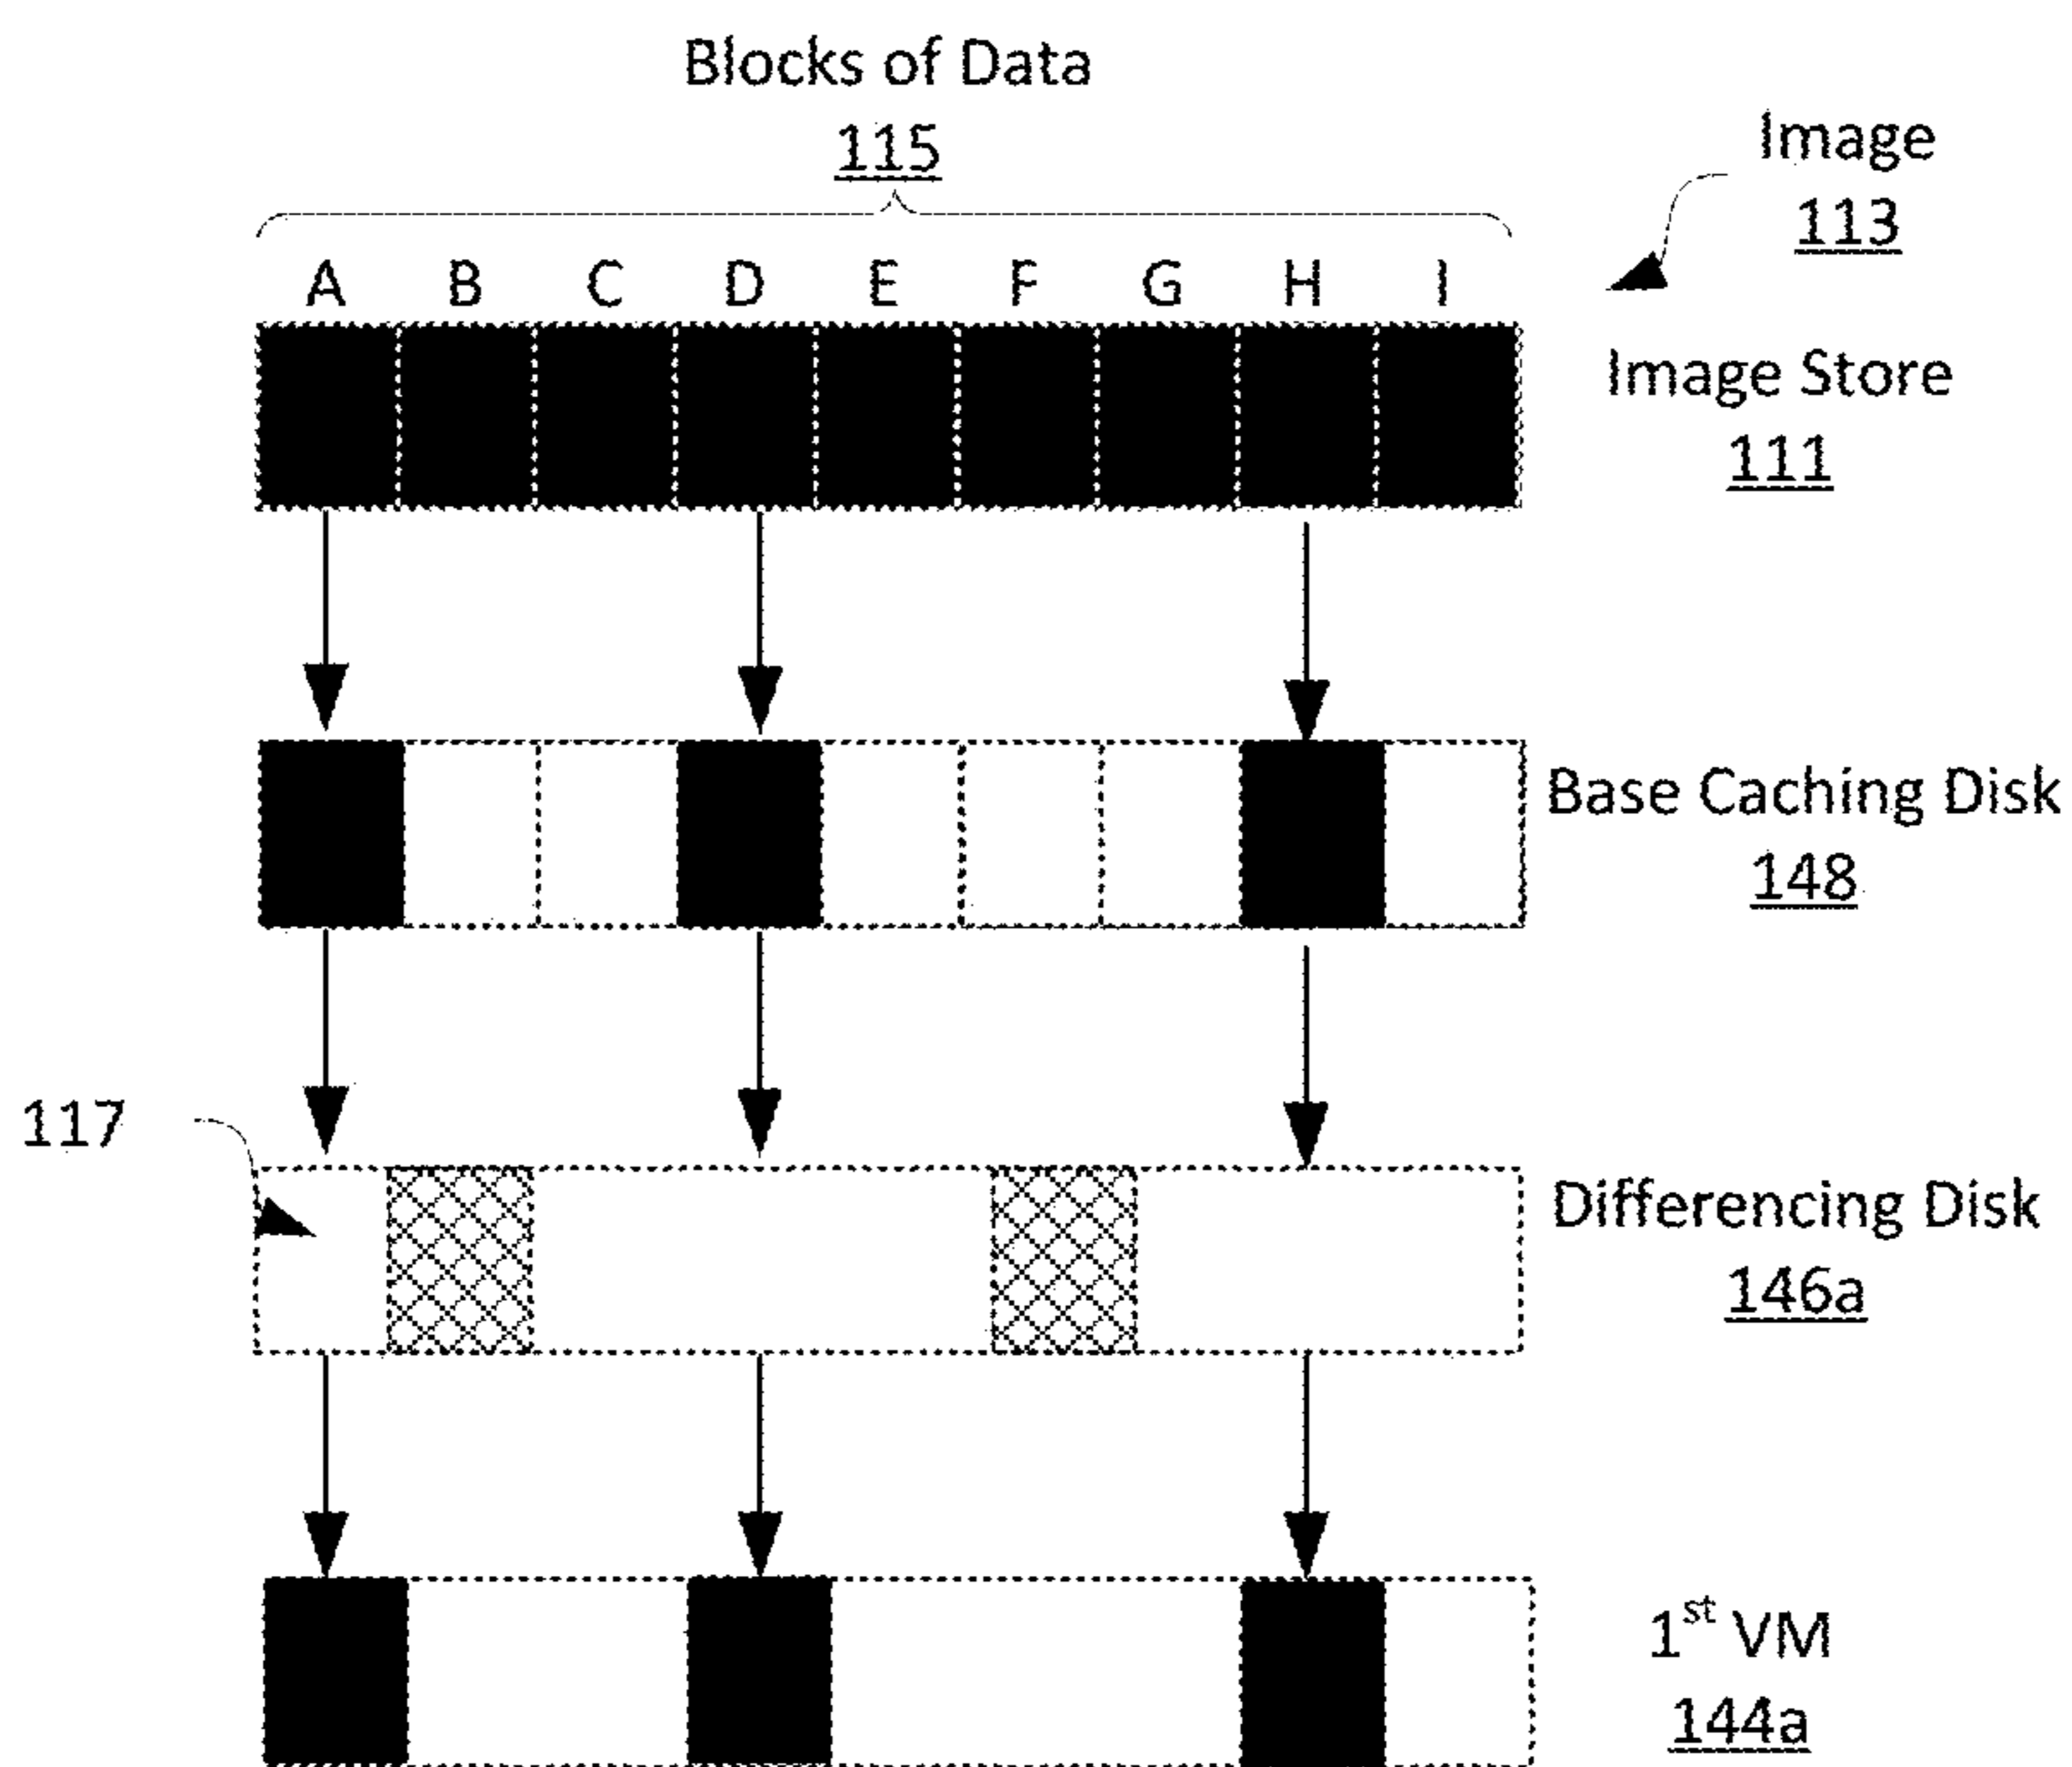 Blocks of Data
115
Image
113
A B C D E F G H I
Image Store
111
Base Caching Disk
148
117
Differencing Disk
146a
1st VM
144a